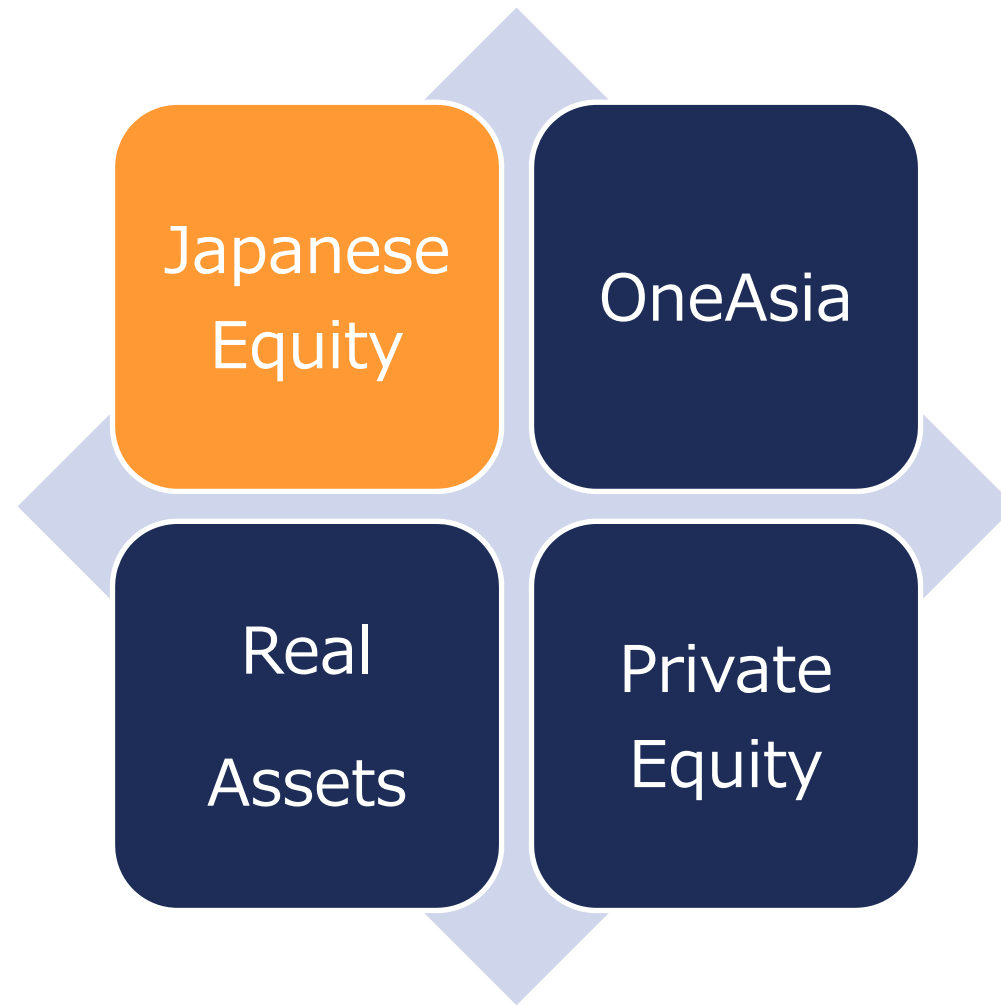 Japanese
Equity
OneAsia
Real
Assets
Private
Equity